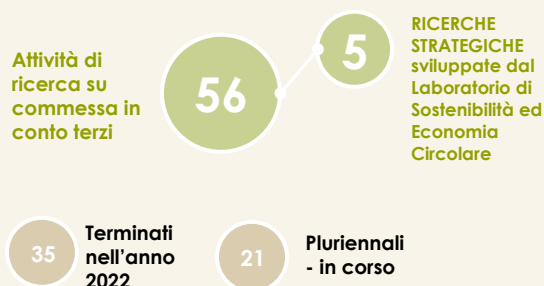 Attività di
ricerca su
commessa in
conto terzi
56
5
RICERCHE
STRATEGICHE
sviluppate dal
Laboratorio di
Sostenibilità ed
Economia
Circolare
35
Terminati
nell'anno
2022
21
Pluriennali
- in corso